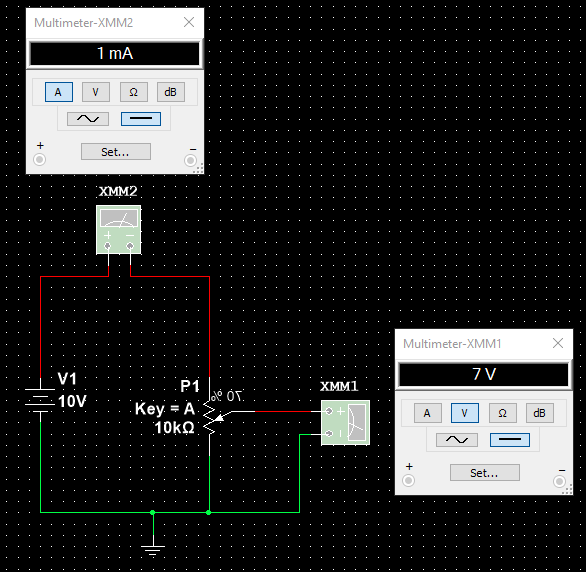 Multimeter-XMM2
1 mA
A V Ω dB
Set...
+ −
XMM2
+ −
V1
10V
P1
70 %
Key = A
10kΩ
XMM1
+
−
Multimeter-XMM1
7 V
A V Ω dB
Set...
+ −